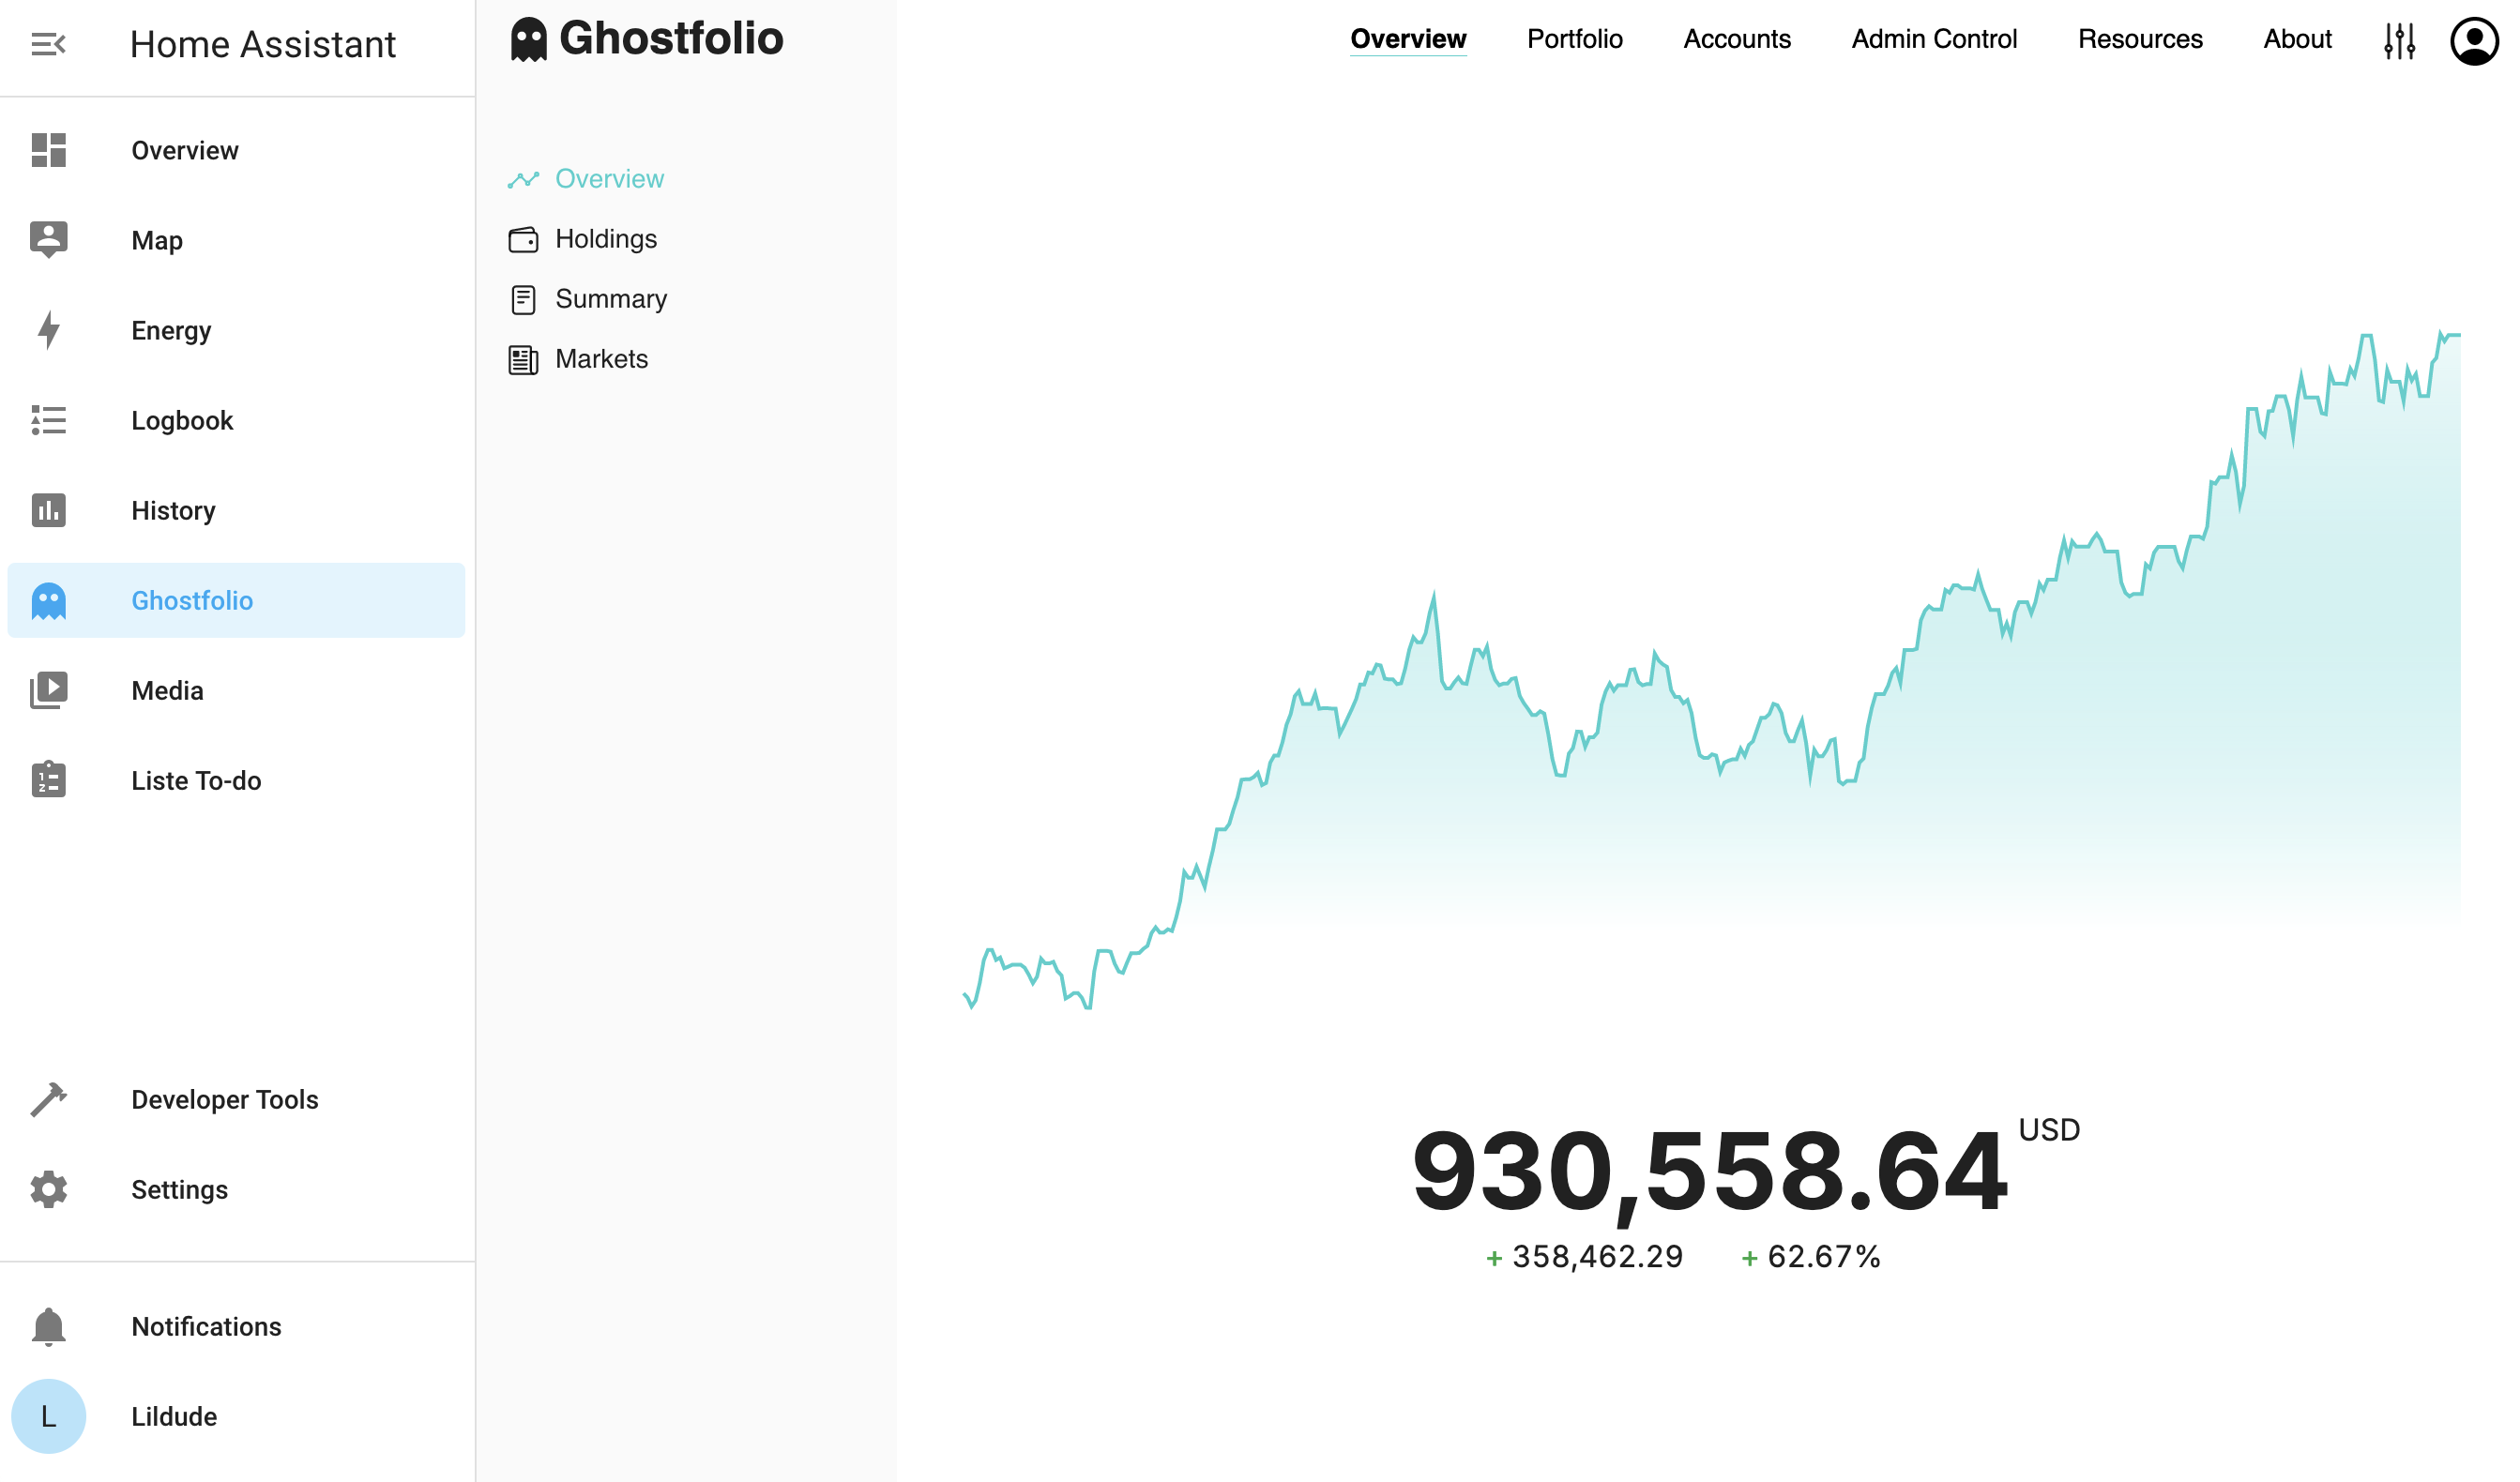 Home Assistant
Overview
Map
Energy
Logbook
History
Ghostfolio
Media
Liste To-do
Developer Tools
Settings
Notifications
L
Lildude
Ghostfolio
Overview
Portfolio
Accounts
Admin Control
Resources
About
Overview
Holdings
Summary
Markets
930,558.64 USD
+ 358,462.29 + 62.67%